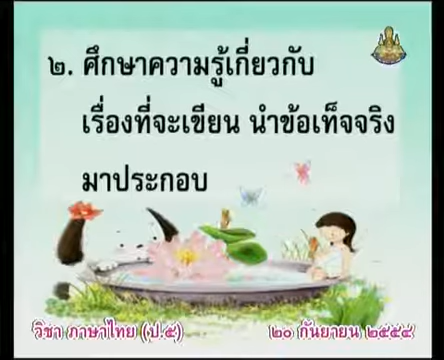 ๒. ศึกษาความรู้เกี่ยวกับ
เรื่องที่จะเขียน นำข้อเท็จจริง
มาประกอบ
วิชา ภาษาไทย (ป.๕) ๒๐ กันยายน ๒๕๕๔